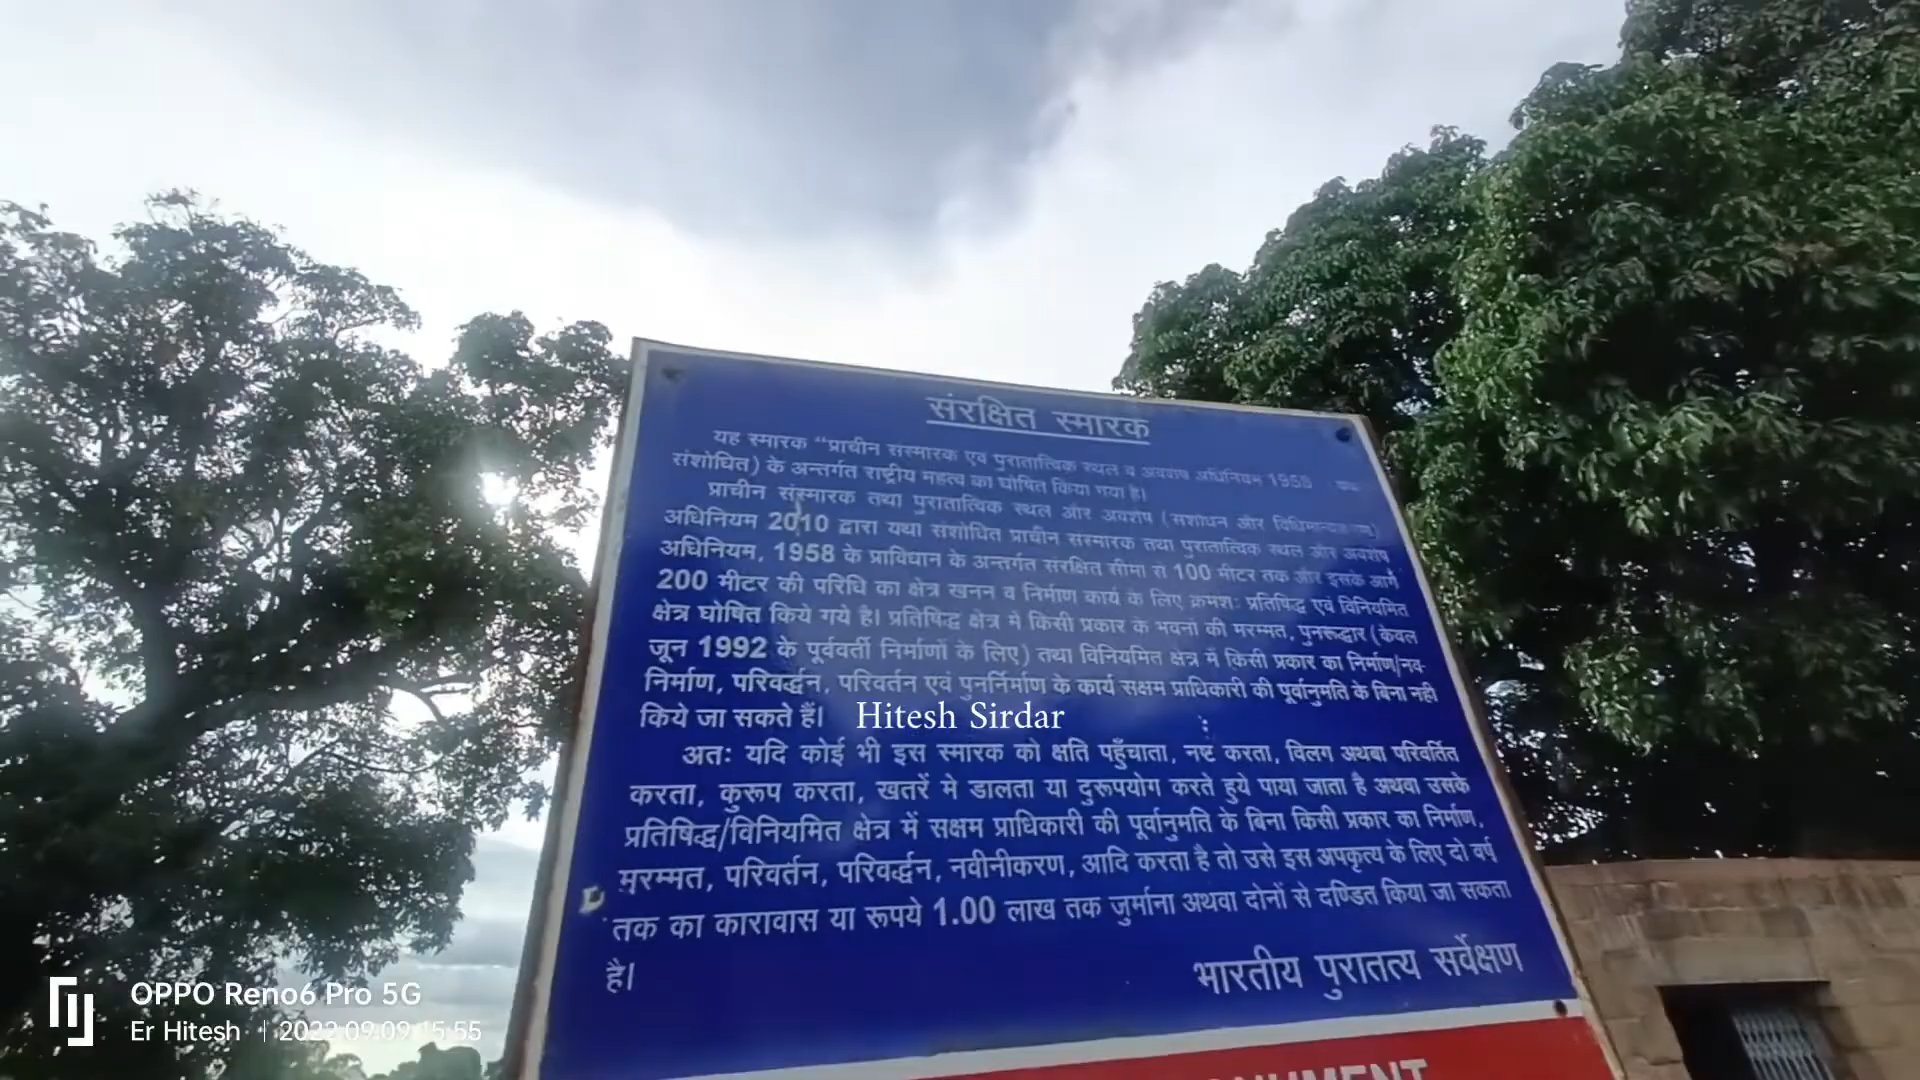 संरक्षित स्मारक
यह स्मारक “प्राचीन संस्मारक एवं पुरातात्विक स्थल व अवशेष अधिनियम 1958
संशोधित) के अन्तर्गत राष्ट्रीय महत्व का घोषित किया गया है।
प्राचीन संस्मारक तथा पुरातात्विक स्थल और अवशेष (संशोधन और विधिमान्यकरण)
अधिनियम 2010 द्वारा यथा संशोधित प्राचीन संस्मारक तथा पुरातात्विक स्थल और अवशेष
अधिनियम, 1958 के प्राविधान के अन्तर्गत संरक्षित सीमा से 100 मीटर तक और इसके आगे
200 मीटर की परिधि का क्षेत्र खनन व निर्माण कार्य के लिए क्रमशः प्रतिषिद्ध एवं विनियमित
क्षेत्र घोषित किये गये है। प्रतिषिद्ध क्षेत्र में किसी प्रकार के भवनों की मरम्मत, पुनरूद्धार (केवल
जून 1992 के पूर्ववर्ती निर्माणों के लिए) तथा विनियमित क्षेत्र में किसी प्रकार का निर्माण/नव-
निर्माण, परिवर्द्धन, परिवर्तन एवं पुनर्निर्माण के कार्य सक्षम प्राधिकारी की पूर्वानुमति के बिना नही
किये जा सकते हैं।
Hitesh Sirdar
अतः यदि कोई भी इस स्मारक को क्षति पहुँचाता, नष्ट करता, विलग अथबा परिवर्तित
करता, कुरूप करता, खतरें मे डालता या दुरूपयोग करते हुये पाया जाता है अथवा उसके
प्रतिषिद्ध/विनियमित क्षेत्र में सक्षम प्राधिकारी की पूर्वानुमति के बिना किसी प्रकार का निर्माण,
मरम्मत, परिवर्तन, परिवर्द्धन, नवीनीकरण, आदि करता है तो उसे इस अपकृत्य के लिए दो वर्ष
तक का कारावास या रूपये 1.00 लाख तक जुर्माना अथवा दोनों से दण्डित किया जा सकता
है।
भारतीय पुरातत्य सर्वेक्षण
OPPO Reno6 Pro 5G
Er Hitesh | 2022.09.09 15:55